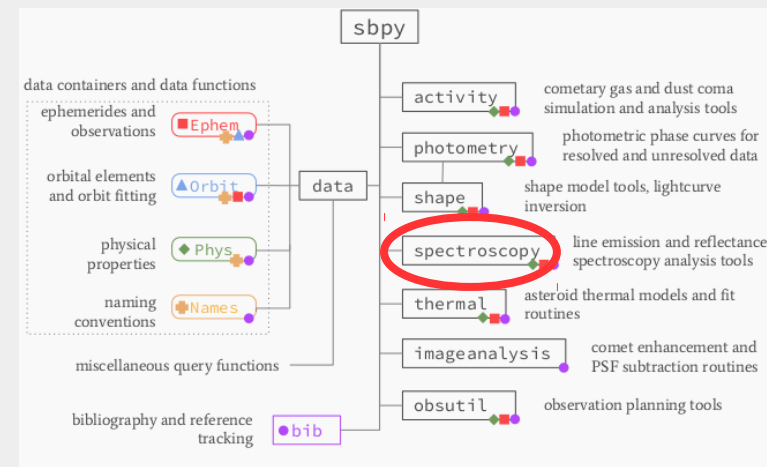 sbpy
data containers and data functions
ephemerides and
observations
Ephem
orbital elements
and orbit fitting
Orbit
physical
properties
Phys
naming
conventions
Names
miscellaneous query functions
bibliography and reference
tracking
bib
data
activity
cometary gas and dust coma
simulation and analysis tools
photometry
photometric phase curves for
resolved and unresolved data
shape
shape model tools, lightcurve
inversion
spectroscopy
line emission and reflectance
spectroscopy analysis tools
thermal
asteroid thermal models and fit
routines
imageanalysis
comet enhancement and
PSF subtraction routines
obsutil
observation planning tools